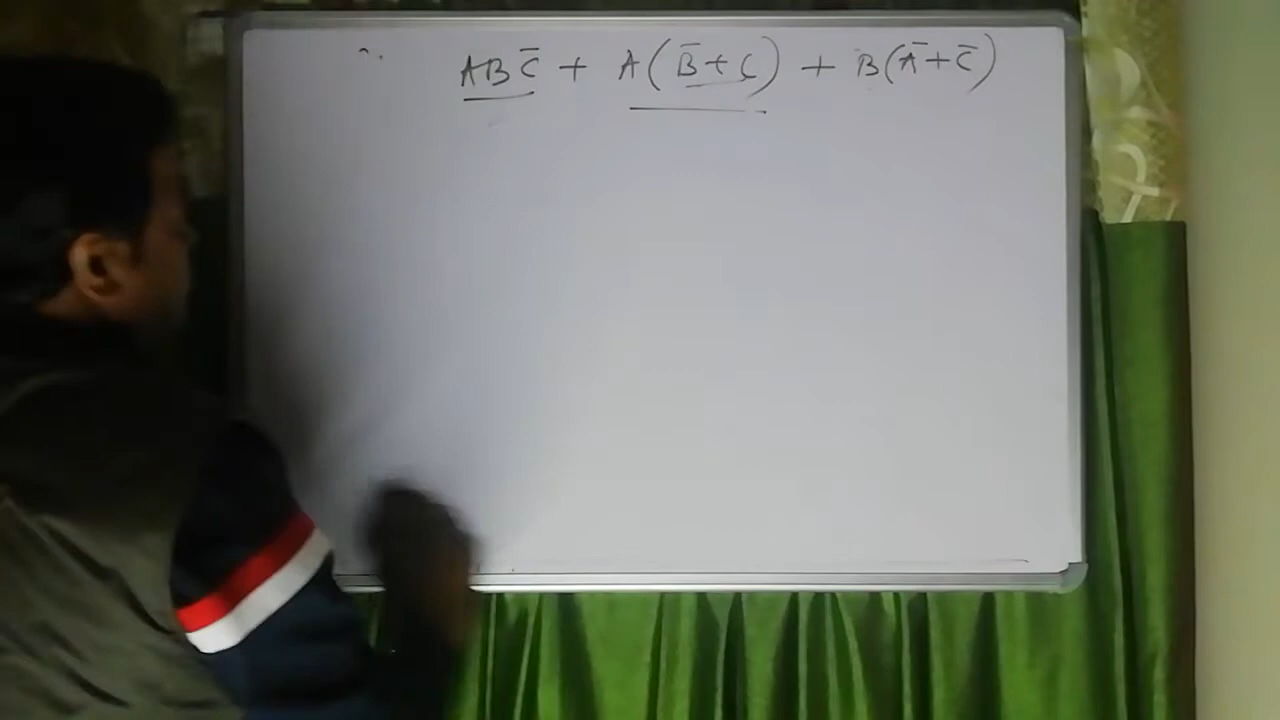 ABC̅ + A(B̅+C) + B(A̅+C̅)